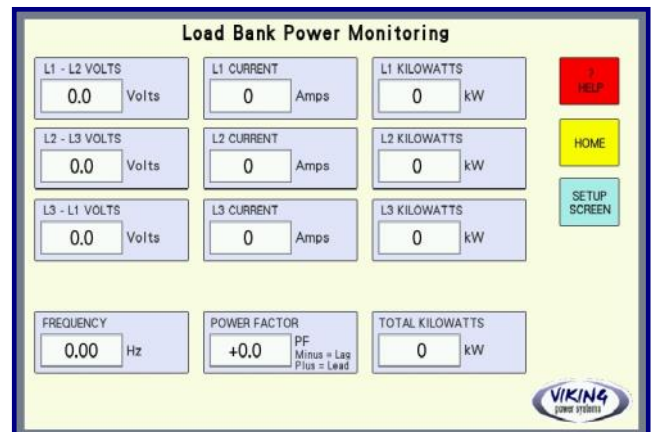 Load Bank Power Monitoring
L1 - L2 VOLTS
0.0 Volts
L1 CURRENT
0 Amps
L1 KILOWATTS
0 kW
?
HELP
L2 - L3 VOLTS
0.0 Volts
L2 CURRENT
0 Amps
L2 KILOWATTS
0 kW
HOME
L3 - L1 VOLTS
0.0 Volts
L3 CURRENT
0 Amps
L3 KILOWATTS
0 kW
SETUP
SCREEN
FREQUENCY
0.00 Hz
POWER FACTOR
+0.0 PF
Minus = Lag
Plus = Lead
TOTAL KILOWATTS
0 kW
VIKING
power systems